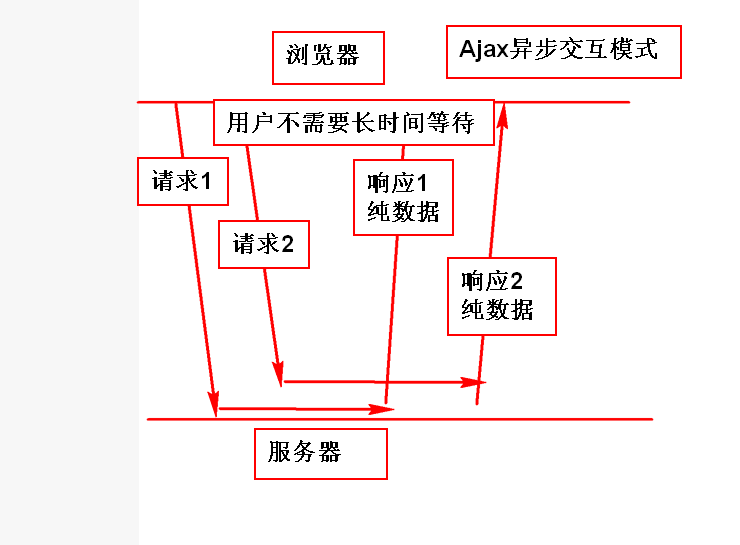 浏览器
Ajax异步交互模式
用户不需要长时间等待
请求1
响应1
纯数据
请求2
响应2
纯数据
服务器